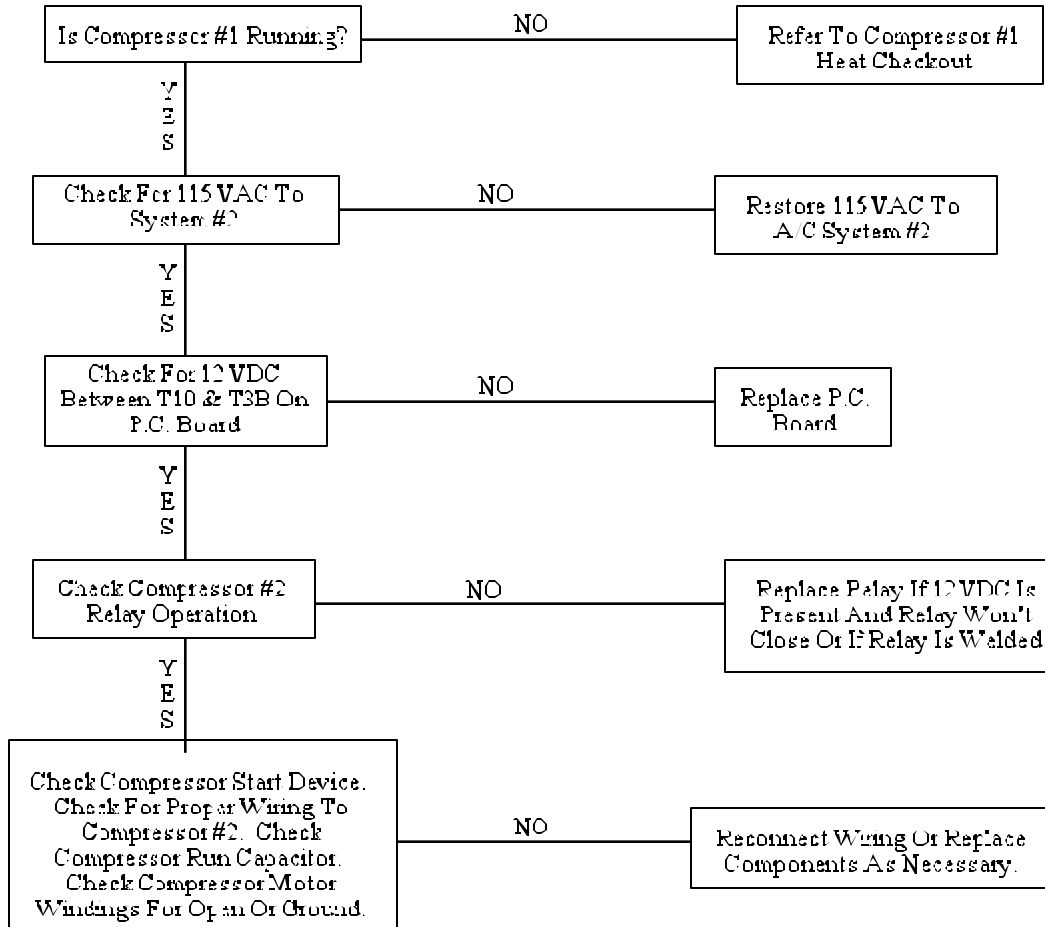 Is Compressor #1 Running?
NO
Refer To Compressor #1
Heat Checkout
YES
Check For 115 VAC To
System #2
NO
Restore 115 VAC To
A/C System #2
YES
Check For 12 VDC
Between T10 & T3B On
P.C. Board
NO
Replace P.C.
Board
YES
Check Compressor #2
Relay Operation
NO
Replace Relay If 12 VDC Is
Present And Relay Won't
Close Or If Relay Is Welded
YES
Check Compressor Start Device.
Check For Proper Wiring To
Compressor #2. Check
Compressor Run Capacitor.
Check Compressor Motor
Windings For Open Or Ground.
NO
Reconnect Wiring Or Replace
Components As Necessary.